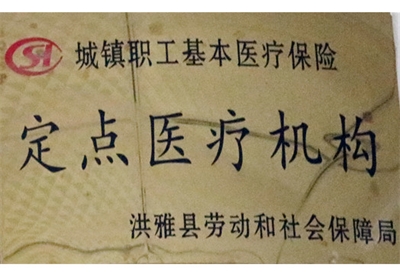 城镇职工基本医疗保险
定点医疗机构
洪雅县劳动和社会保障局